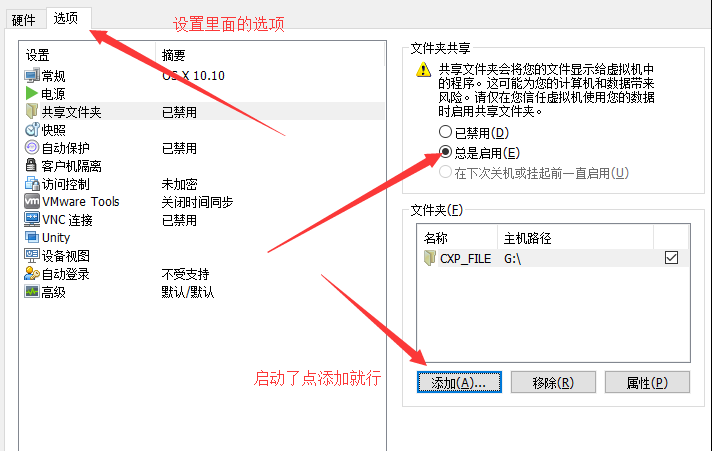 硬件 选项
设置里面的选项
设置 摘要
常规 OS X 10.10
电源
共享文件夹 已禁用
快照
自动保护 已禁用
客户机隔离
访问控制 未加密
VMware Tools 关闭时间同步
VNC 连接 已禁用
Unity
设备视图
自动登录 不受支持
高级 默认/默认
启动了点添加就行
文件夹共享
共享文件夹会将您的文件显示给虚拟机中
的程序。这可能为您的计算机和数据带来
风险。请仅在您信任虚拟机使用您的数据
时启用共享文件夹。
已禁用(D)
总是启用(E)
在下次关机或挂起前一直启用(U)
文件夹(F)
名称 主机路径
CXP_FILE G:\
添加(A)... 移除(R) 属性(P)